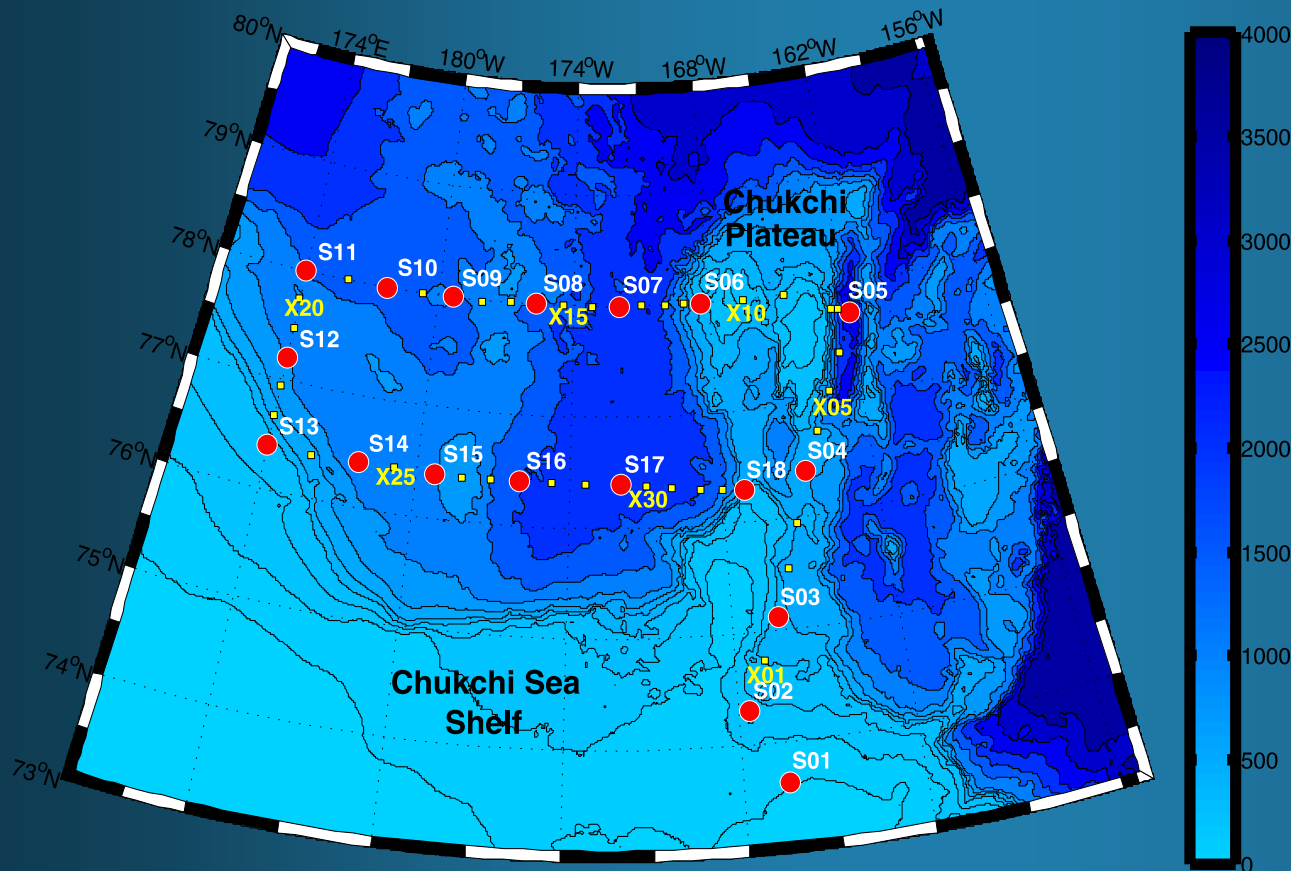 80°N
174°E
180°W
174°W
168°W
162°W
156°W
4000
79°N
3500
Chukchi
Plateau
78°N
3000
S11
S10
S09
S08
S07
S06
S05
X20
X15
X10
77°N
S12
2500
X05
76°N
S13
S14
S15
S16
S17
S18
S04
2000
X25
X30
75°N
1500
S03
74°N
X01
S02
1000
Chukchi Sea
Shelf
73°N
S01
500
0